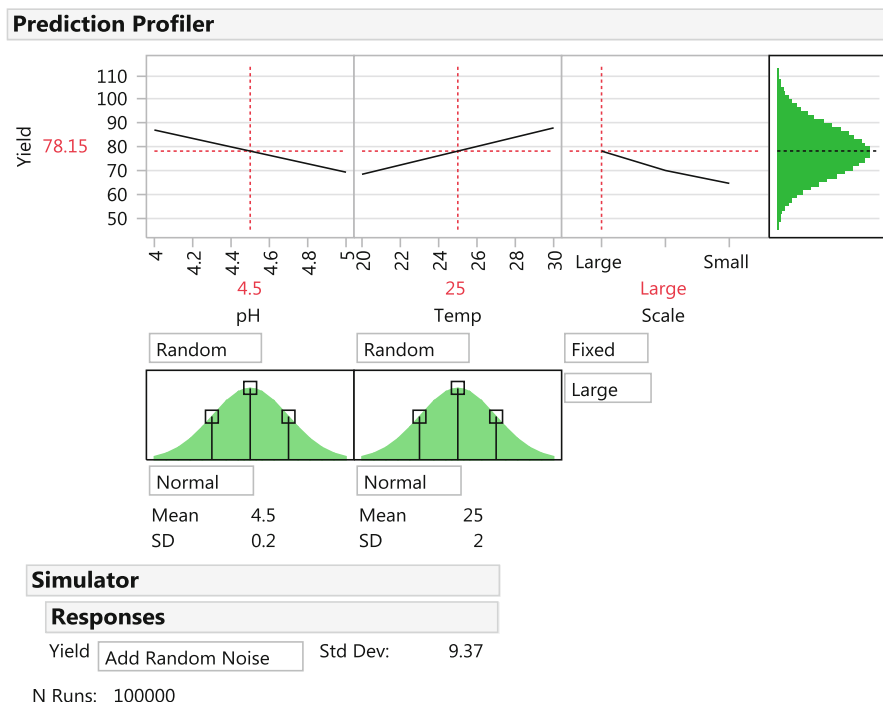 Prediction Profiler
110
100
90
80
70
60
50
Yield
78.15
4 4.2 4.4 4.6 4.8 5
20 22 24 26 28 30
Large Small
4.5 25 Large
pH Temp Scale
Random Random Fixed
Large
Normal Normal
Mean 4.5 Mean 25
SD 0.2 SD 2
Simulator
Responses
Yield Add Random Noise Std Dev: 9.37
N Runs: 100000